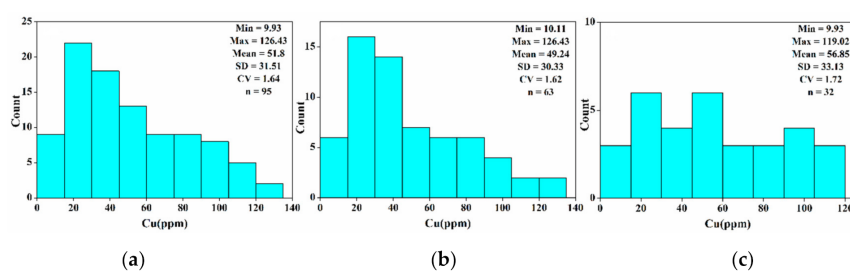 25
20
15
10
5
0
Count
0 20 40 60 80 100 120 140
Cu(ppm)
Min = 9.93
Max = 126.43
Mean = 51.8
SD = 31.51
CV = 1.64
n = 95
(a)
15
10
5
0
Count
0 20 40 60 80 100 120 140
Cu(ppm)
Min = 10.11
Max = 126.43
Mean = 49.24
SD = 30.33
CV = 1.62
n = 63
(b)
10
5
0
Count
0 20 40 60 80 100 120
Cu(ppm)
Min = 9.93
Max = 119.02
Mean = 56.85
SD = 33.13
CV = 1.72
n = 32
(c)